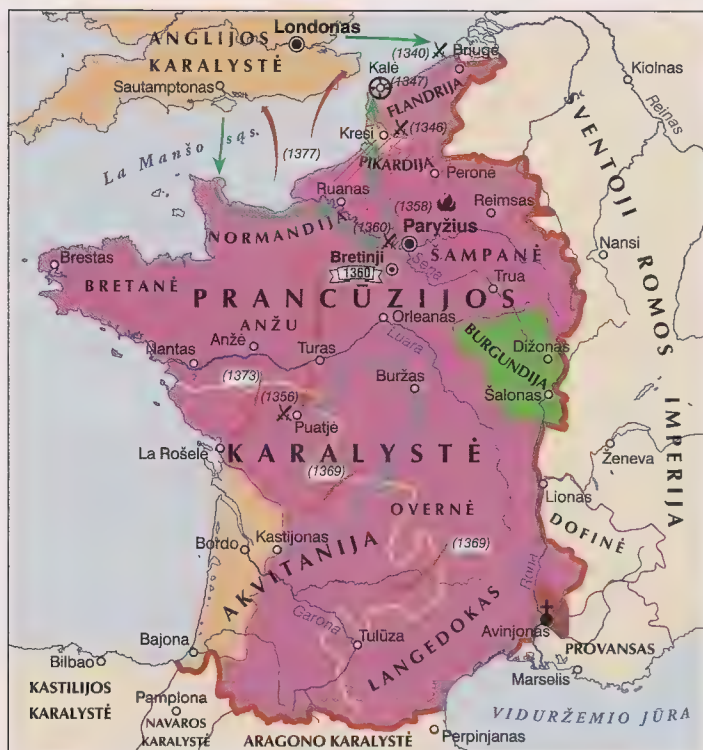 Londonas
ANGLIJOS
KARALYSTĖ
Sautamptonas
(1340)
Briugė
Kalė
(1347)
FLANDRIJA
Kiolnas
Reinas
La Manšo sąs.
(1377)
Kresi
(1346)
PIKARDIJA
Peronė
Ruanas
(1358)
Reimsas
ŠVENTOJI ROMOS IMPERIJA
NORMANDIJA
(1360)
Paryžius
ŠAMPANĖ
Sena
Nansi
Brestas
BRETANĖ
Bretinji
1360
Trua
PRANCŪZIJOS
KARALYSTĖ
ANŽU
Orleanas
Luara
BURGUNDIJA
Dižonas
Nantas
Anžė
Turas
(1373)
Buržas
Šalonas
(1356)
Puatjė
La Rošelė
(1369)
Ženeva
OVERNĖ
Lionas
DOFINĖ
Bordo
Kastijonas
AKVITANIJA
(1369)
Rona
Garona
Tulūza
LANGEDOKAS
Avinjonas
PROVANSAS
Bajona
Bilbao
Marselis
KASTILIJOS
KARALYSTĖ
Pamplona
NAVAROS
KARALYSTĖ
ARAGONO KARALYSTĖ
Perpinjanas
VIDURŽEMIO JŪRA